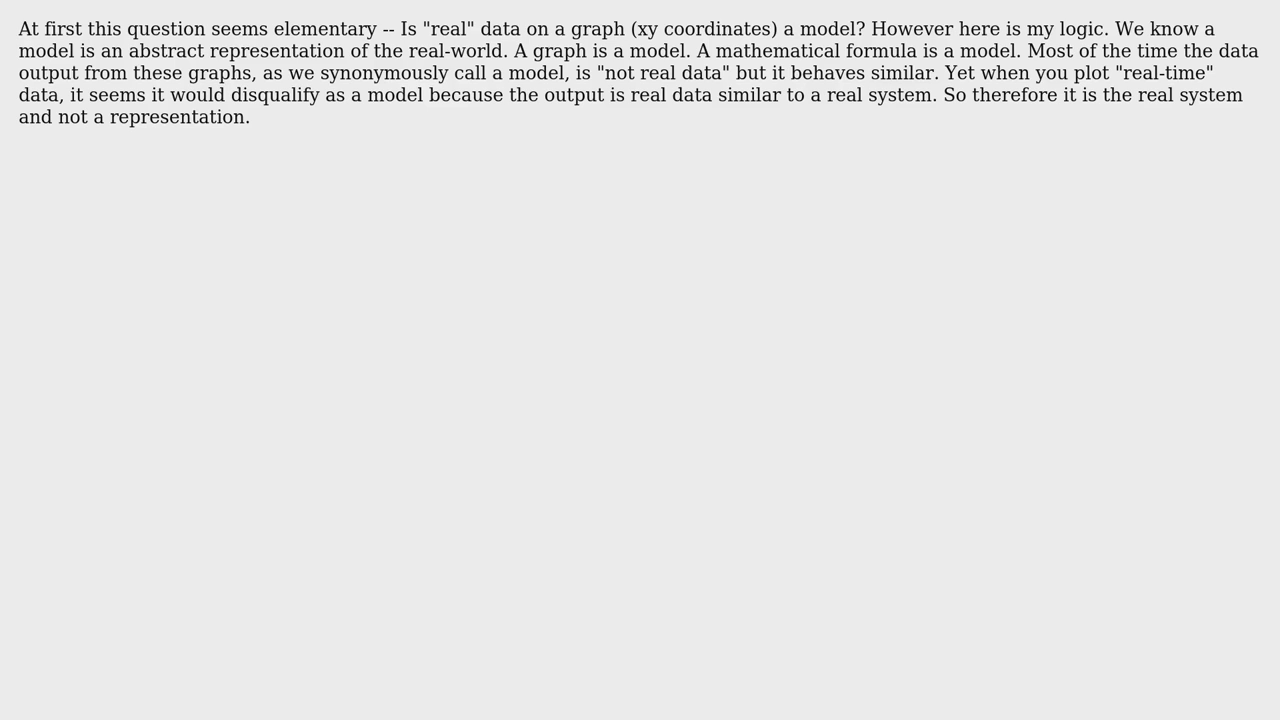 At first this question seems elementary -- Is "real" data on a graph (xy coordinates) a model? However here is my logic. We know a
model is an abstract representation of the real-world. A graph is a model. A mathematical formula is a model. Most of the time the data
output from these graphs, as we synonymously call a model, is "not real data" but it behaves similar. Yet when you plot "real-time"
data, it seems it would disqualify as a model because the output is real data similar to a real system. So therefore it is the real system
and not a representation.